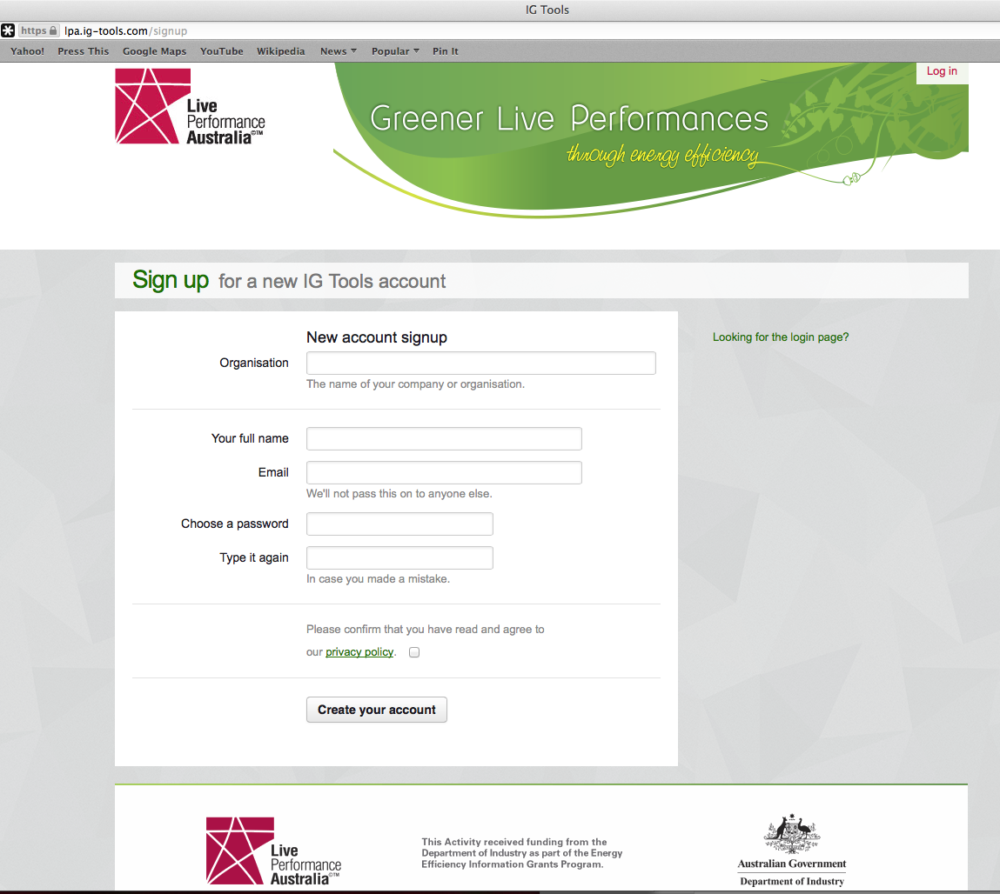 IG Tools
https lpa.ig-tools.com/signup
Yahoo! Press This Google Maps YouTube Wikipedia News Popular Pin It
Log in
Live
Performance
Australia©™
Greener Live Performances
through energy efficiency
Sign up for a new IG Tools account
New account signup
Looking for the login page?
Organisation
The name of your company or organisation.
Your full name
Email
We'll not pass this on to anyone else.
Choose a password
Type it again
In case you made a mistake.
Please confirm that you have read and agree to
our privacy policy.
Create your account
Live
Performance
Australia©™
This Activity received funding from the
Department of Industry as part of the Energy
Efficiency Information Grants Program.
Australian Government
Department of Industry